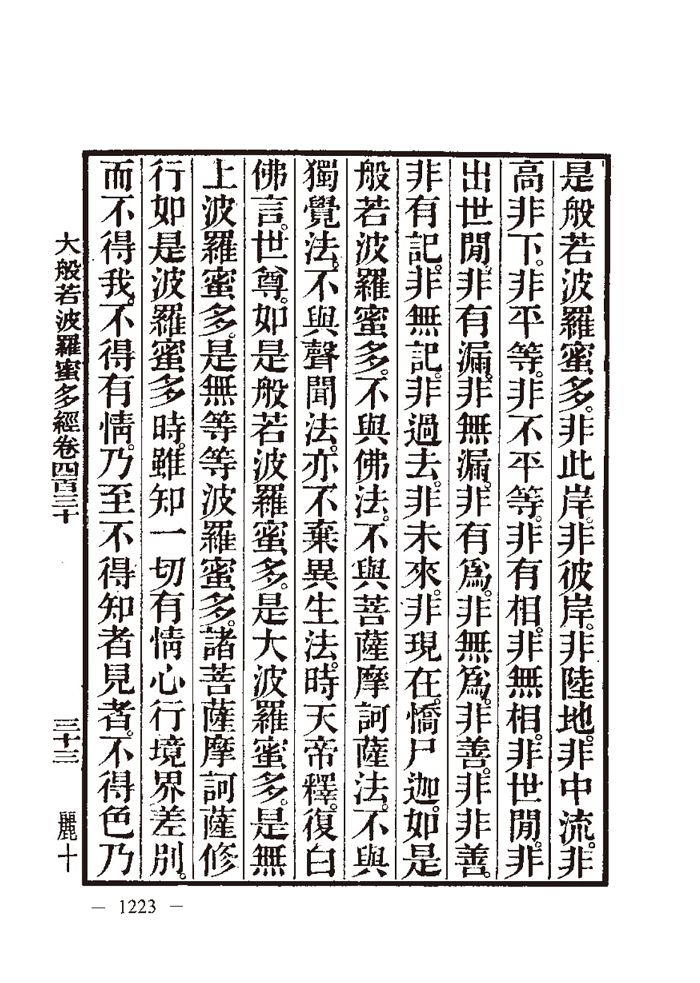 是般若波羅蜜多。非此岸。非彼岸。非陸地。非中流。非
高非下。非平等。非不平等。非有相。非無相。非世閒。非
出世閒。非有漏。非無漏。非有爲。非無爲。非善。非非善。
非有記。非無記。非過去。非未來。非現在。憍尸迦。如是
般若波羅蜜多。不與佛法。不與菩薩摩訶薩法。不與
獨覺法。不與聲聞法。亦不棄異生法。時天帝釋。復白
佛言。世尊。如是般若波羅蜜多。是大波羅蜜多。是無
上波羅蜜多。是無等等波羅蜜多。諸菩薩摩訶薩修
行如是波羅蜜多時。雖知一切有情心行境界差別。
而不得我。不得有情。乃至不得知者見者。不得色乃
大般若波羅蜜多經卷四百三十
三十三
麗十
— 1223 —